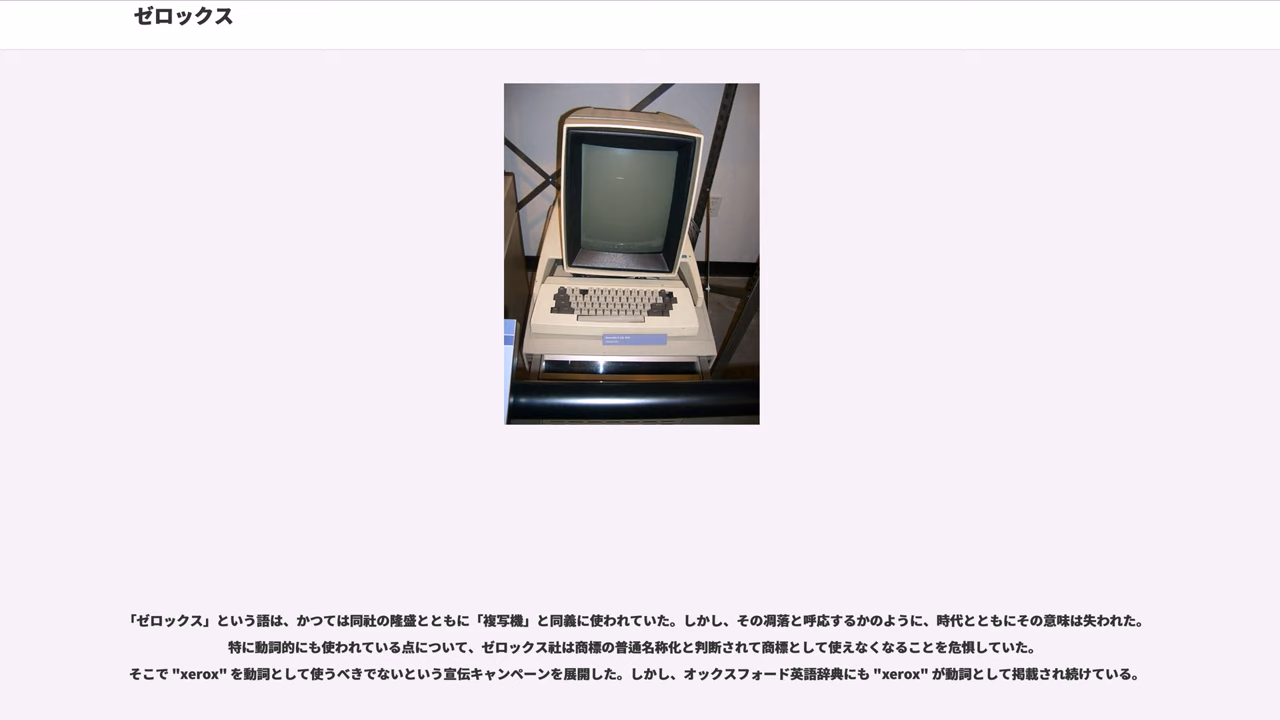 ゼロックス
「ゼロックス」という語は、かつては同社の隆盛とともに「複写機」と同義に使われていた。しかし、その凋落と呼応するかのように、時代とともにその意味は失われた。
特に動詞的にも使われている点について、ゼロックス社は商標の普通名称化と判断されて商標として使えなくなることを危惧していた。
そこで "xerox" を動詞として使うべきでないという宣伝キャンペーンを展開した。しかし、オックスフォード英語辞典にも "xerox" が動詞として掲載され続けている。